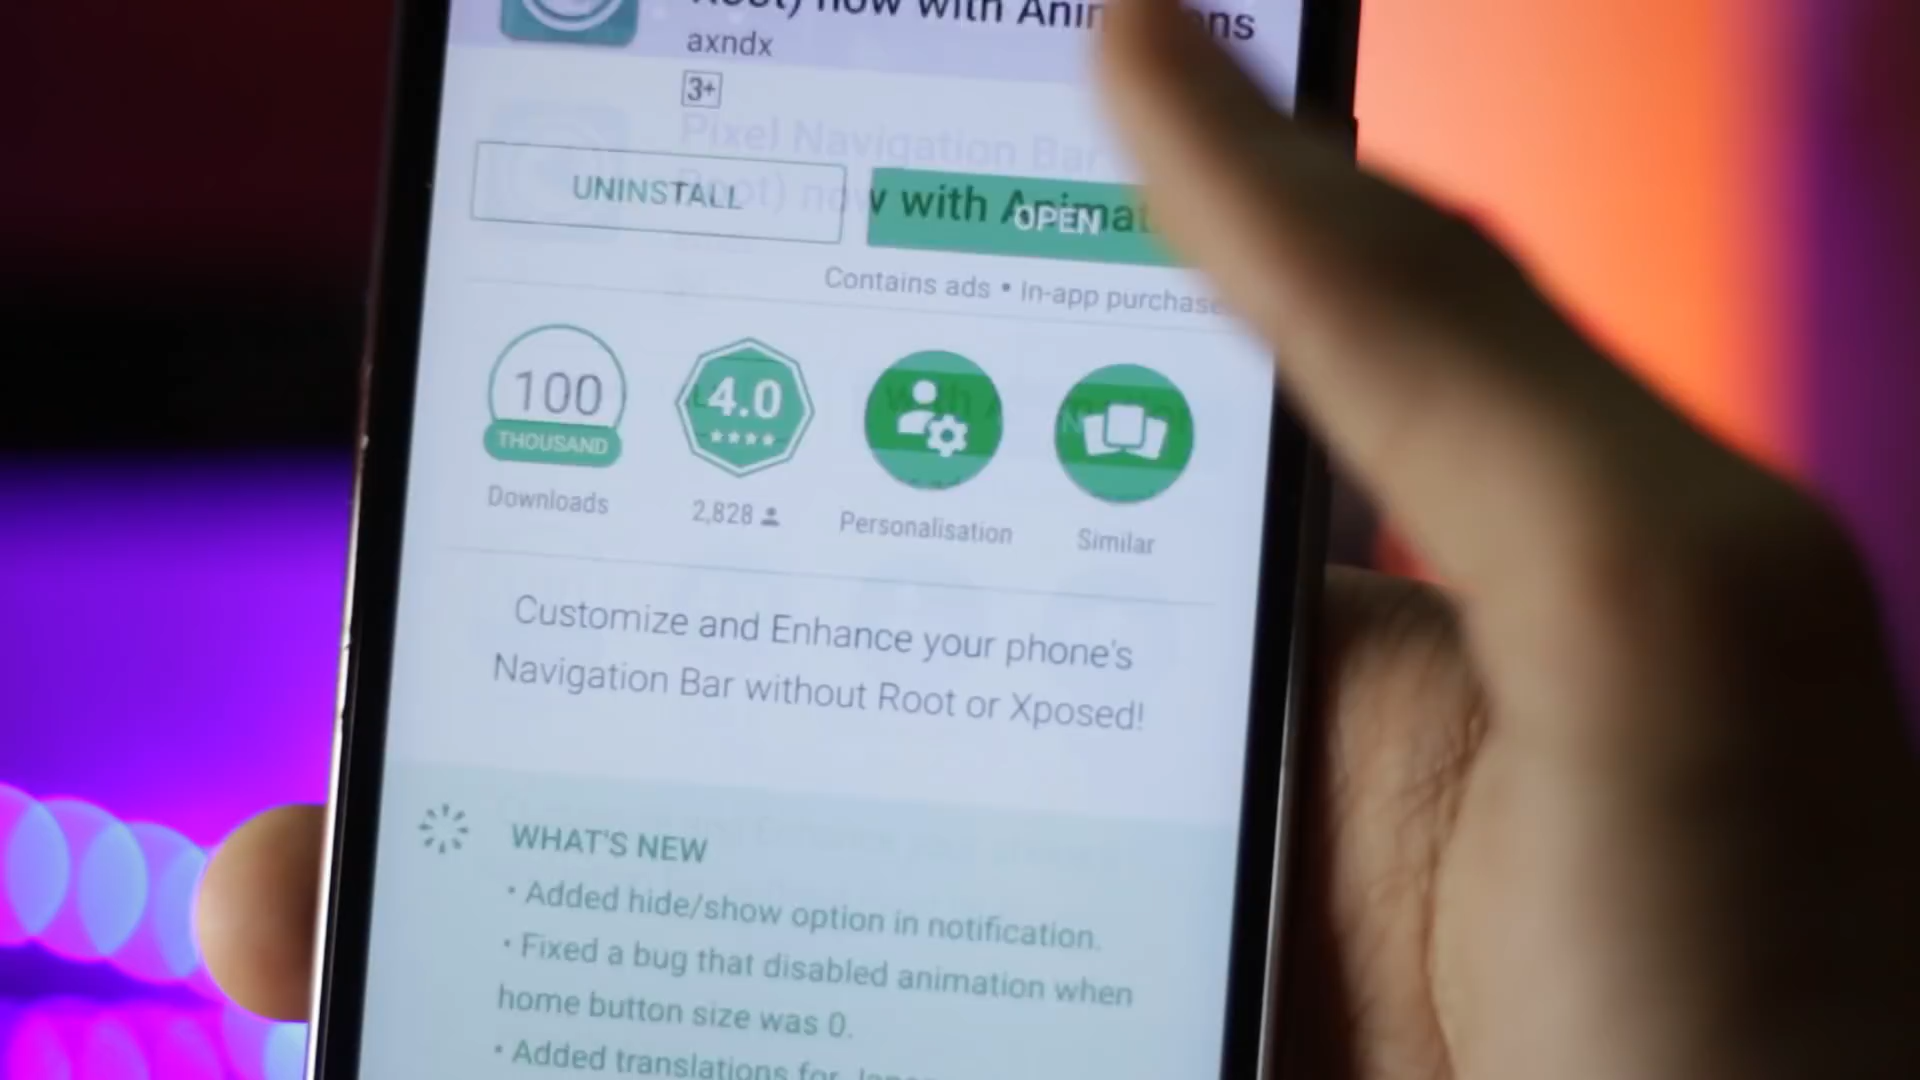 Root) now with Animations
axndx
3+
Pixel Navigation Bar
Root) now with Animat
UNINSTALL
OPEN
Contains ads • In-app purchase
100
THOUSAND
Downloads
4.0
2,828
Personalisation
Similar
Customize and Enhance your phone's
Navigation Bar without Root or Xposed!
WHAT'S NEW
• Added hide/show option in notification.
• Fixed a bug that disabled animation when
home button size was 0.
• Added translations for